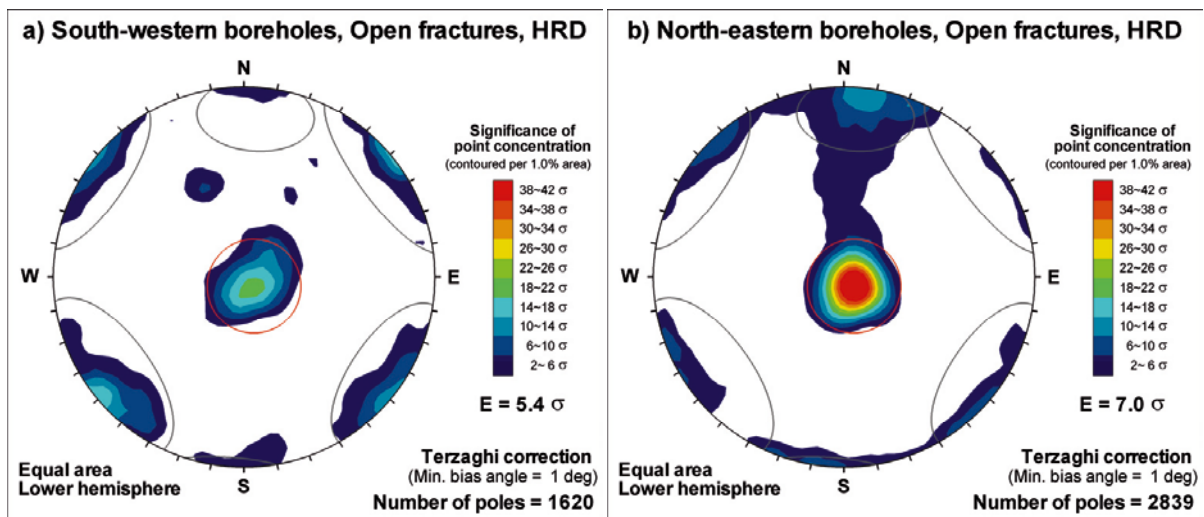 a) South-western boreholes, Open fractures, HRD
N
W
E
S
Significance of
point concentration
(contoured per 1.0% area)
38~42 σ
34~38 σ
30~34 σ
26~30 σ
22~26 σ
18~22 σ
14~18 σ
10~14 σ
6~10 σ
2~ 6 σ
E = 5.4 σ
Equal area
Lower hemisphere
Terzaghi correction
(Min. bias angle = 1 deg)
Number of poles = 1620
b) North-eastern boreholes, Open fractures, HRD
N
W
E
S
Significance of
point concentration
(contoured per 1.0% area)
38~42 σ
34~38 σ
30~34 σ
26~30 σ
22~26 σ
18~22 σ
14~18 σ
10~14 σ
6~10 σ
2~ 6 σ
E = 7.0 σ
Equal area
Lower hemisphere
Terzaghi correction
(Min. bias angle = 1 deg)
Number of poles = 2839